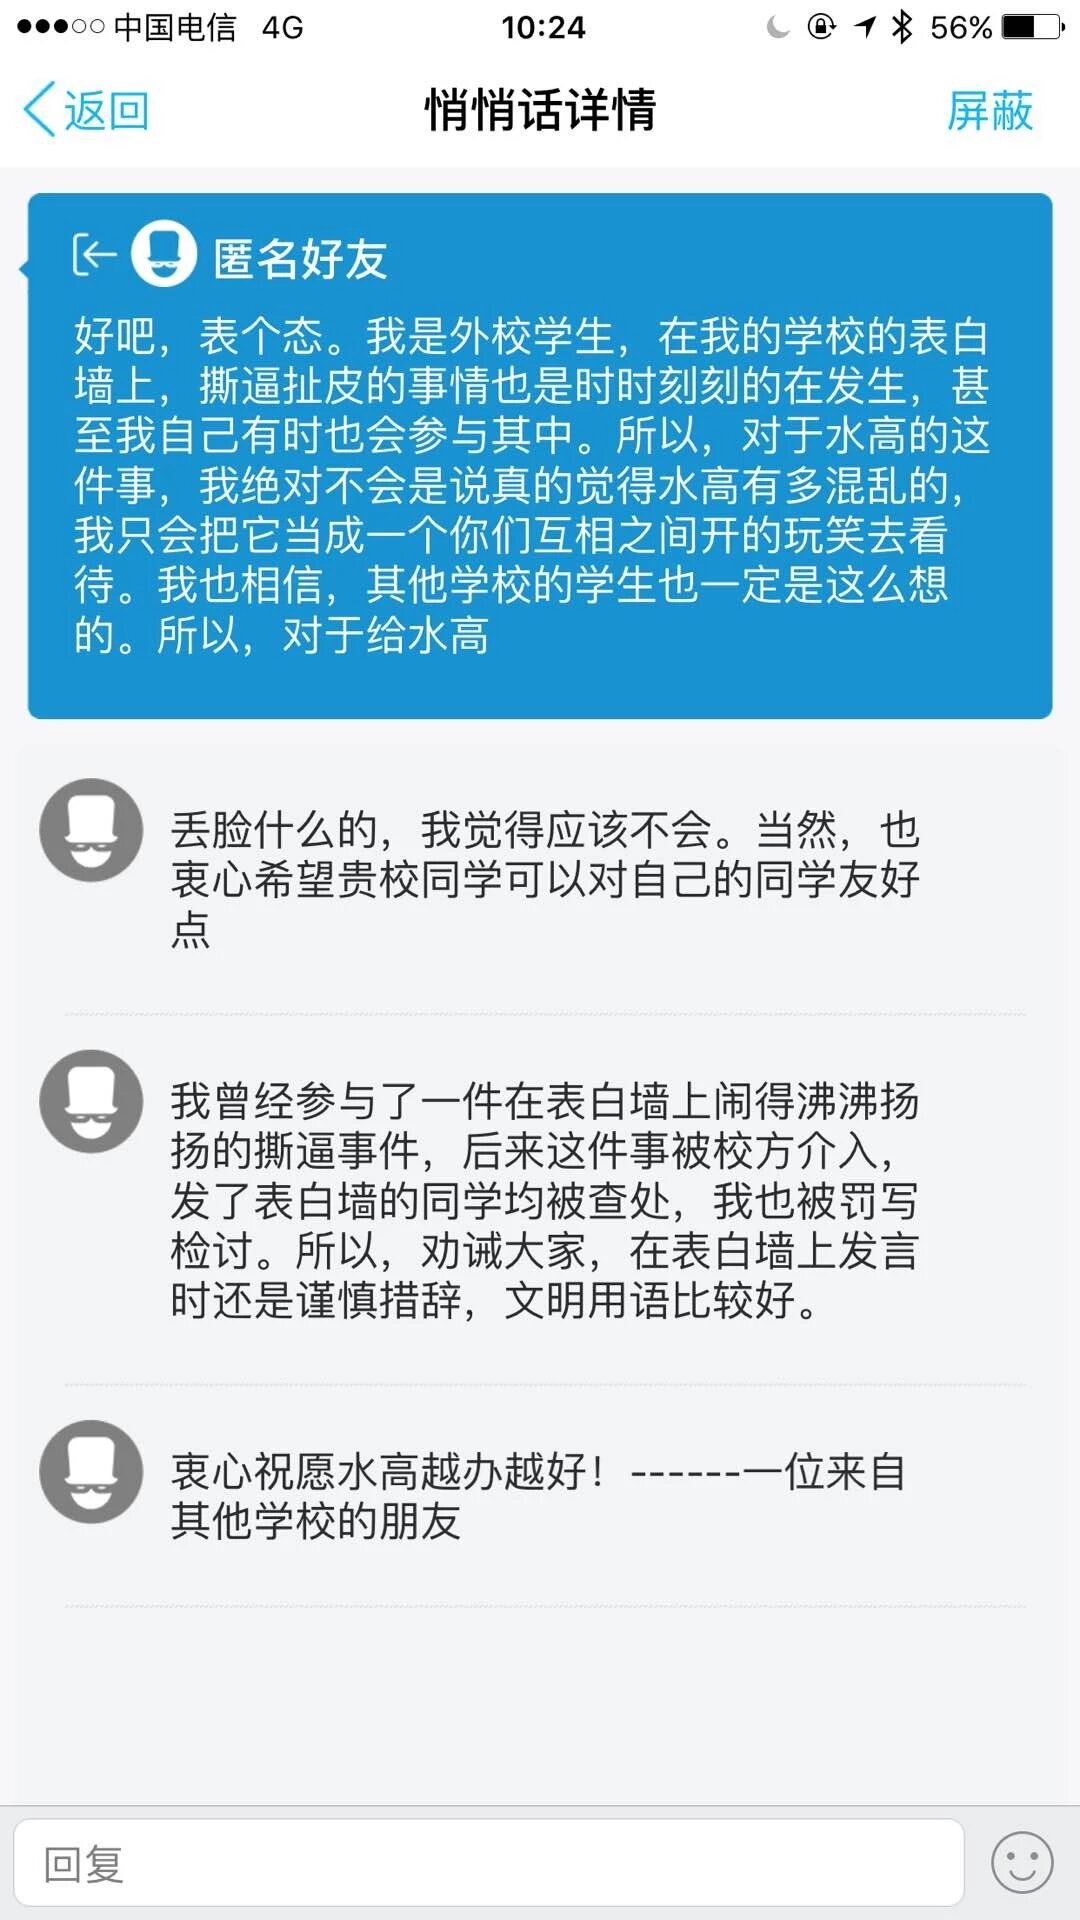 中国电信 4G 10:24 56%
返回 悄悄话详情 屏蔽
匿名好友
好吧，表个态。我是外校学生，在我的学校的表白
墙上，撕逼扯皮的事情也是时时刻刻的在发生，甚
至我自己有时也会参与其中。所以，对于水高的这
件事，我绝对不会是说真的觉得水高有多混乱的，
我只会把它当成一个你们互相之间开的玩笑去看
待。我也相信，其他学校的学生也一定是这么想
的。所以，对于给水高
丢脸什么的，我觉得应该不会。当然，也
衷心希望贵校同学可以对自己的同学友好
点
我曾经参与了一件在表白墙上闹得沸沸扬
扬的撕逼事件，后来这件事被校方介入，
发了表白墙的同学均被查处，我也被罚写
检讨。所以，劝诫大家，在表白墙上发言
时还是谨慎措辞，文明用语比较好。
衷心祝愿水高越办越好！------一位来自
其他学校的朋友
回复